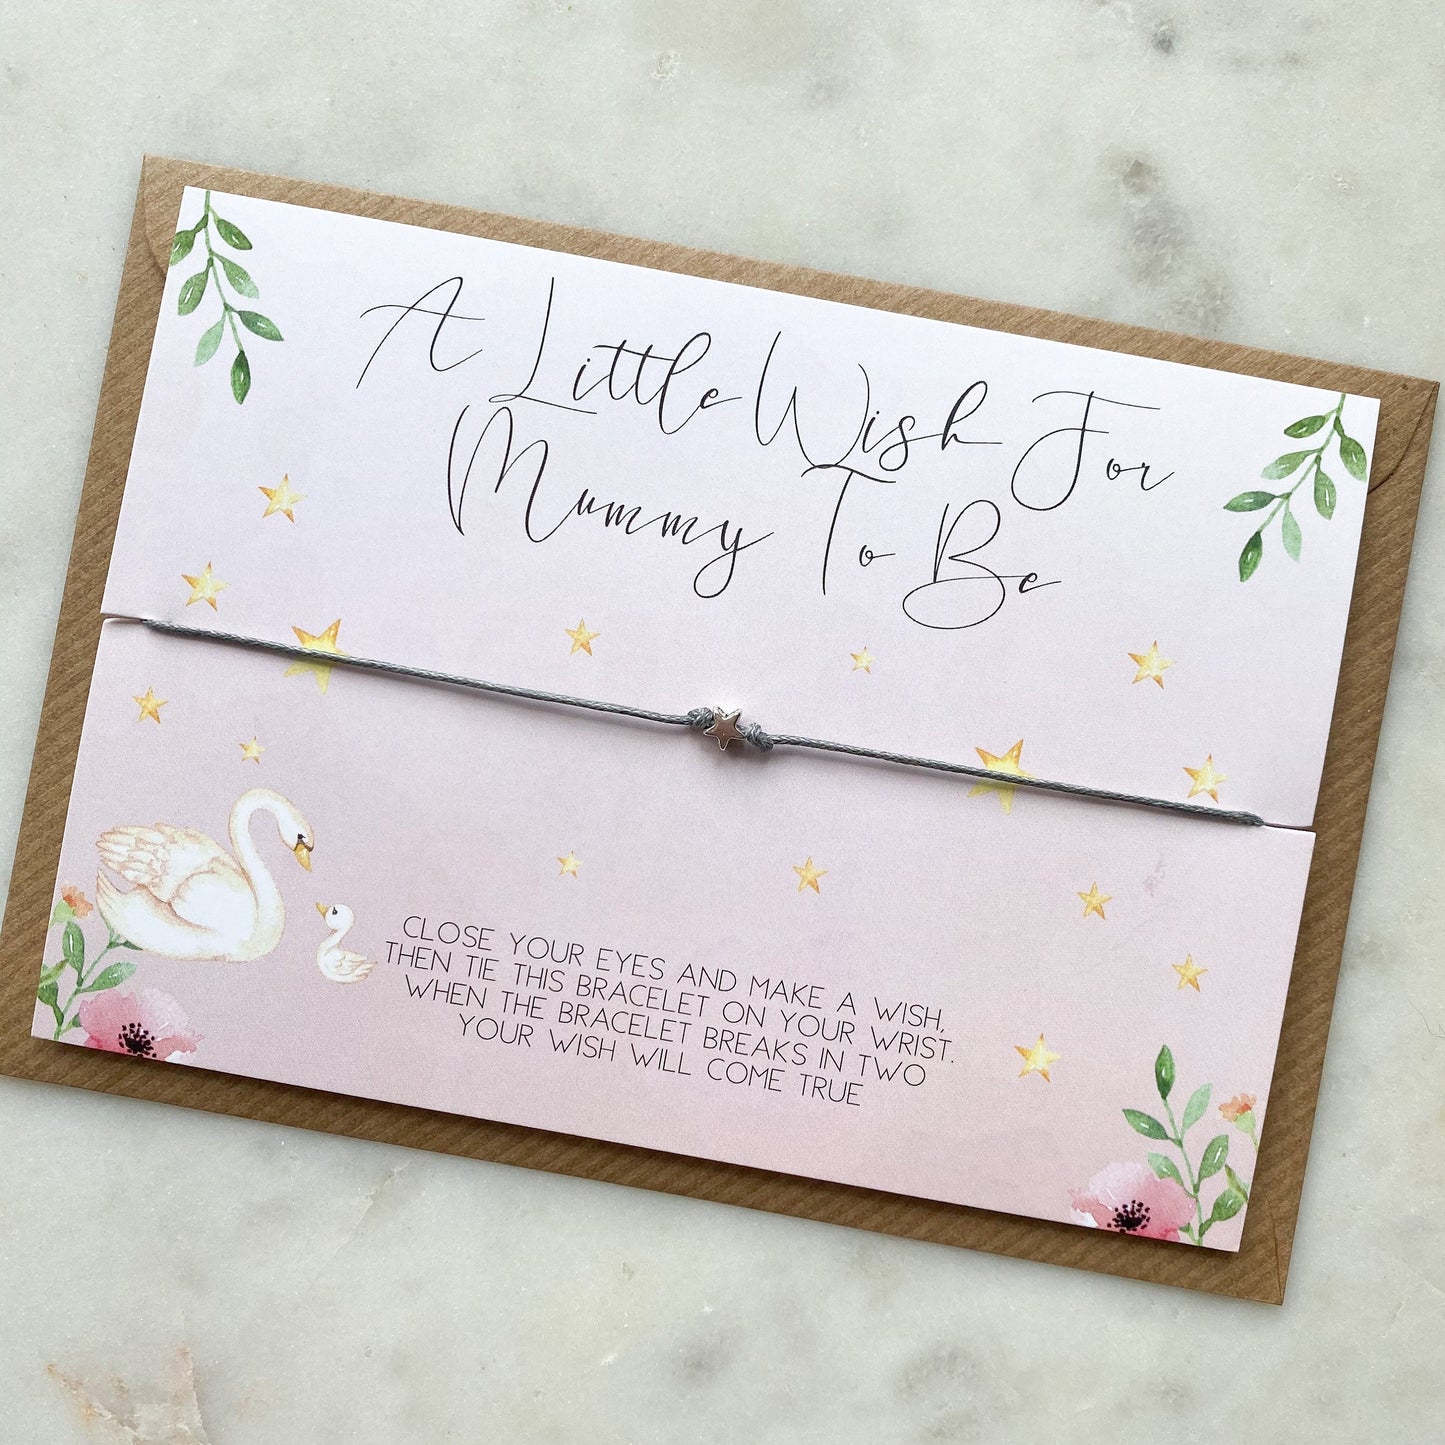 A Little Wish For
Mummy To Be
CLOSE YOUR EYES AND MAKE A WISH,
THEN TIE THIS BRACELET ON YOUR WRIST.
WHEN THE BRACELET BREAKS IN TWO
YOUR WISH WILL COME TRUE